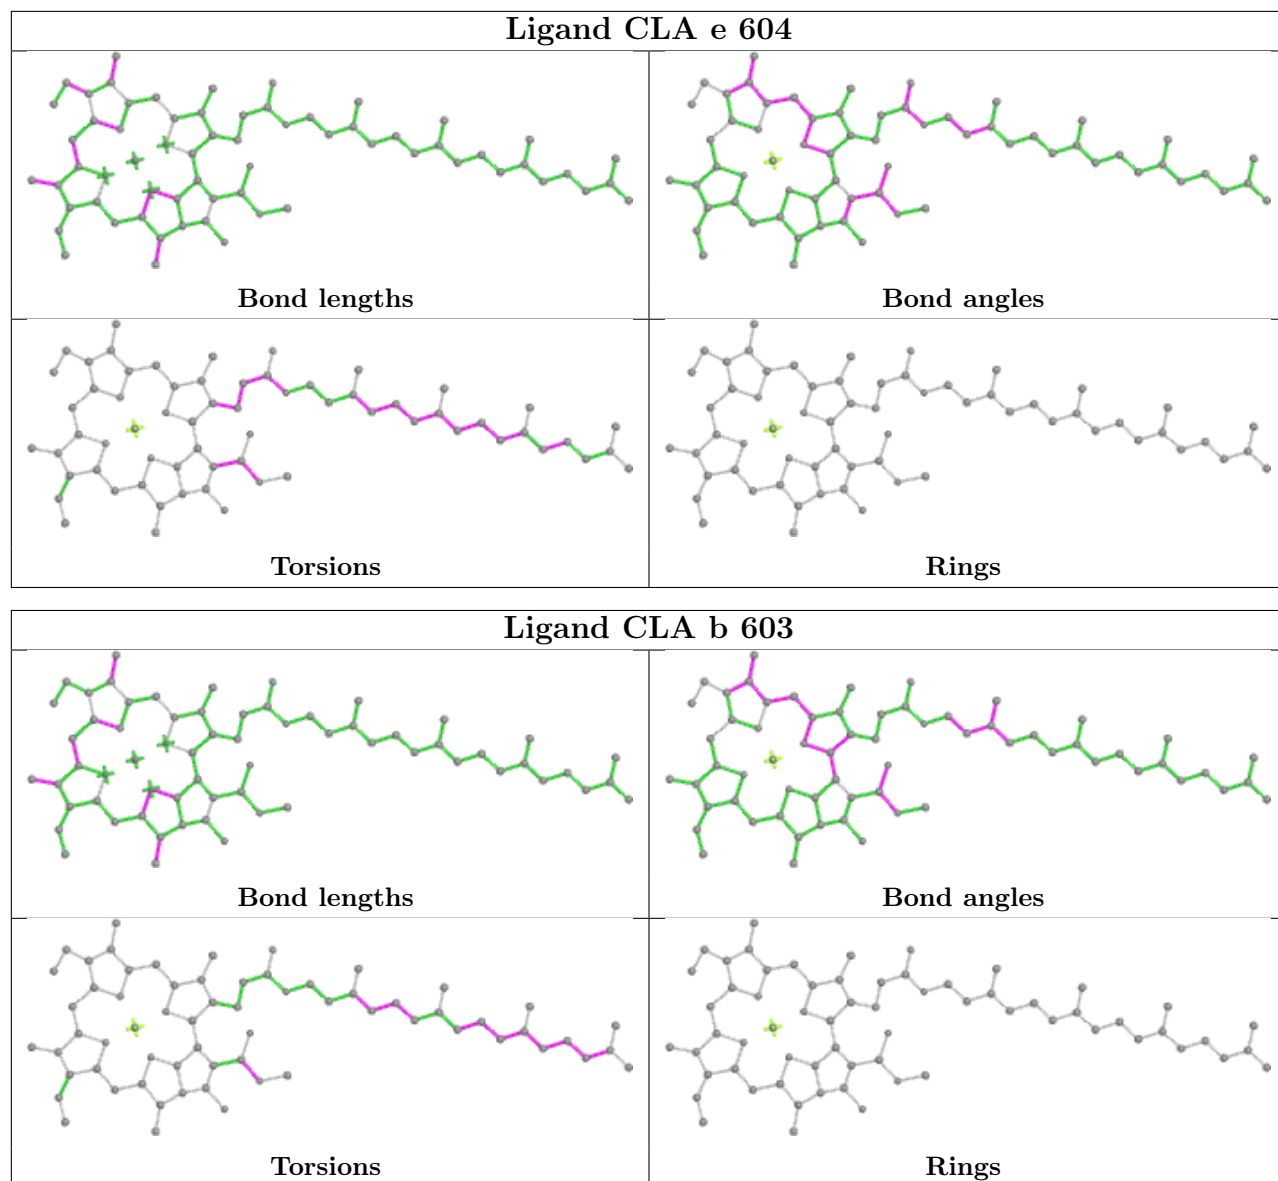 Ligand CLA e 604
Bond lengths
Bond angles
Torsions
Rings
Ligand CLA b 603
Bond lengths
Bond angles
Torsions
Rings